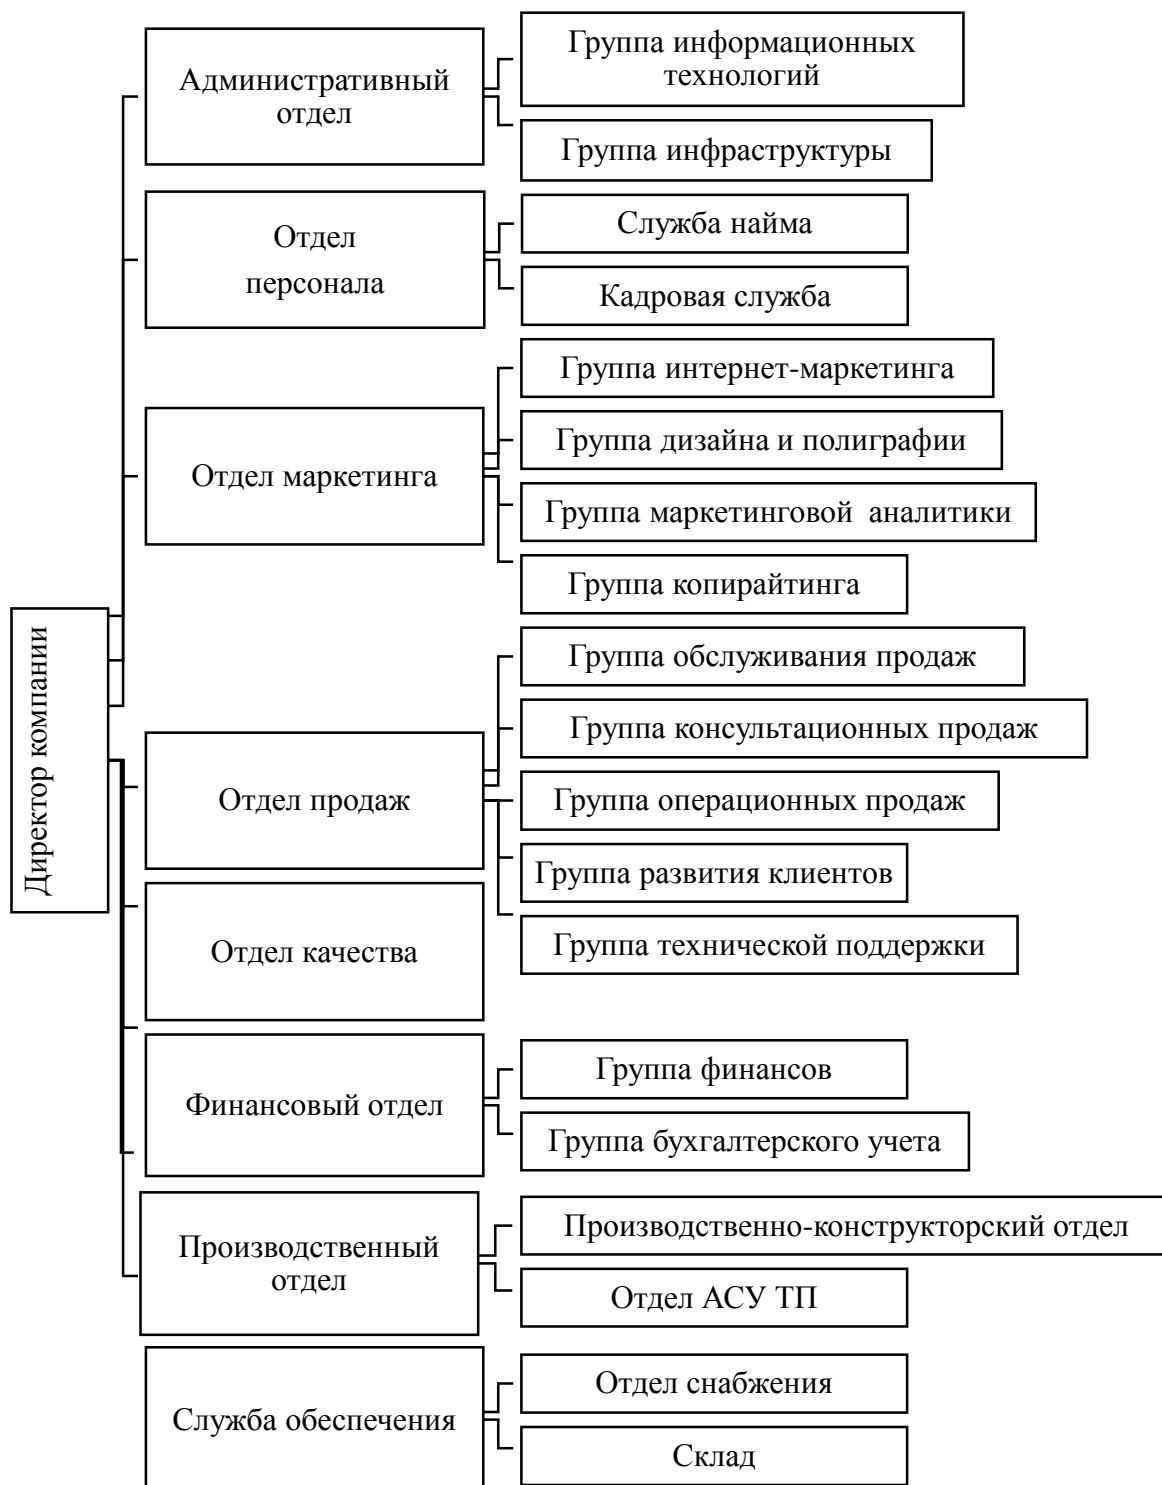 Директор компании
Административный
отдел
Группа информационных
технологий
Группа инфраструктуры
Отдел
персонала
Служба найма
Кадровая служба
Отдел маркетинга
Группа интернет-маркетинга
Группа дизайна и полиграфии
Группа маркетинговой  аналитики
Группа копирайтинга
Отдел продаж
Группа обслуживания продаж
Группа консультационных продаж
Группа операционных продаж
Группа развития клиентов
Группа технической поддержки
Отдел качества
Финансовый отдел
Группа финансов
Группа бухгалтерского учета
Производственный
отдел
Производственно-конструкторский отдел
Отдел АСУ ТП
Служба обеспечения
Отдел снабжения
Склад